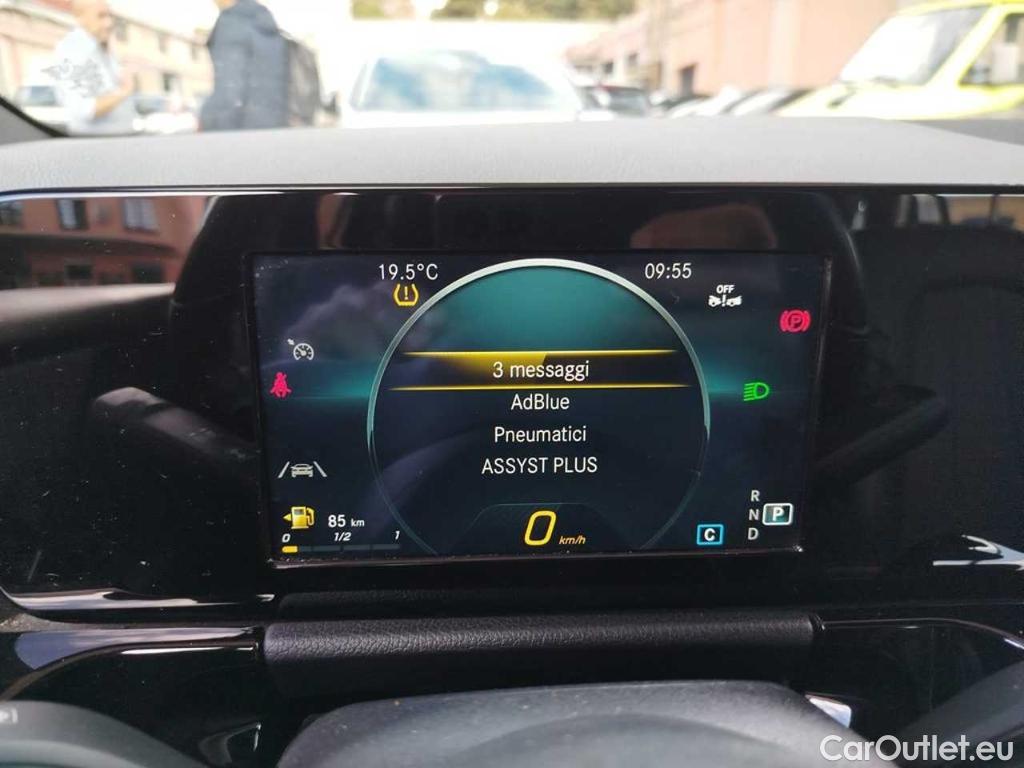 19.5°C
09:55
OFF
3 messaggi
AdBlue
Pneumatici
ASSYST PLUS
85 km
0 1/2 1
0 km/h
C
R
N P
D
CarOutlet.eu